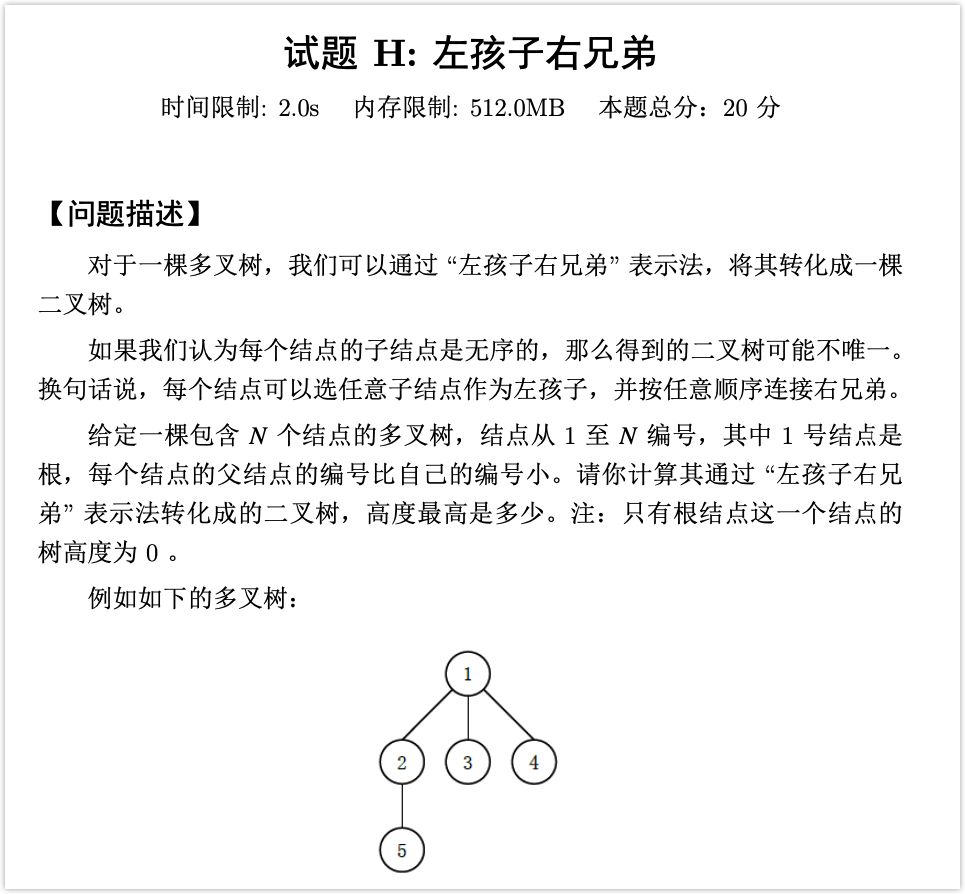 试题 H: 左孩子右兄弟
时间限制: 2.0s 内存限制: 512.0MB 本题总分：20 分
【问题描述】
对于一棵多叉树，我们可以通过 “左孩子右兄弟” 表示法，将其转化成一棵
二叉树。
如果我们认为每个结点的子结点是无序的，那么得到的二叉树可能不唯一。
换句话说，每个结点可以选任意子结点作为左孩子，并按任意顺序连接右兄弟。
给定一棵包含 N 个结点的多叉树，结点从 1 至 N 编号，其中 1 号结点是
根，每个结点的父结点的编号比自己的编号小。请你计算其通过 “左孩子右兄
弟” 表示法转化成的二叉树，高度最高是多少。注：只有根结点这一个结点的
树高度为 0 。
例如如下的多叉树：
1
2 3 4
5